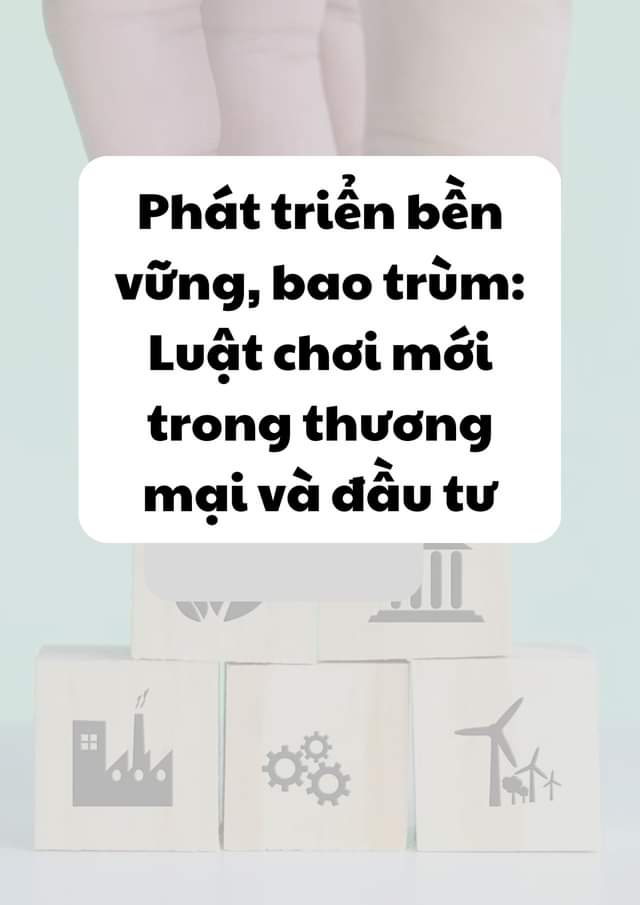 Phát triển bền
vững, bao trùm:
Luật chơi mới
trong thương
mại và đầu tư